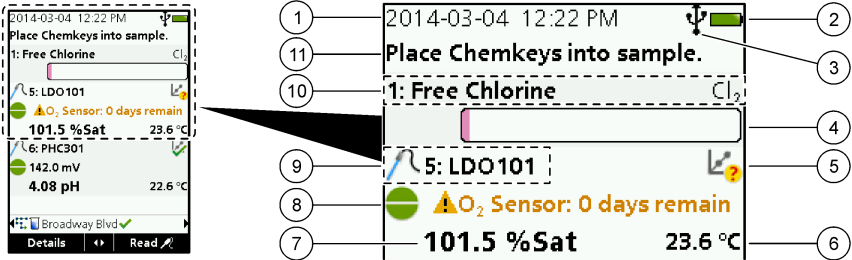 2014-03-04 12:22 PM
Place Chemkeys into sample.
1: Free Chlorine Cl₂
5: LDO101
O₂ Sensor: 0 days remain
101.5 %Sat 23.6 °C
6: PHC301
142.0 mV
4.08 pH 22.6 °C
Broadway Blvd
Details Read
1 2014-03-04 12:22 PM 2
3
11 Place Chemkeys into sample.
10 1: Free Chlorine Cl₂
4
9 5: LDO101 ? 5
8 O₂ Sensor: 0 days remain
7 101.5 %Sat 23.6 °C 6